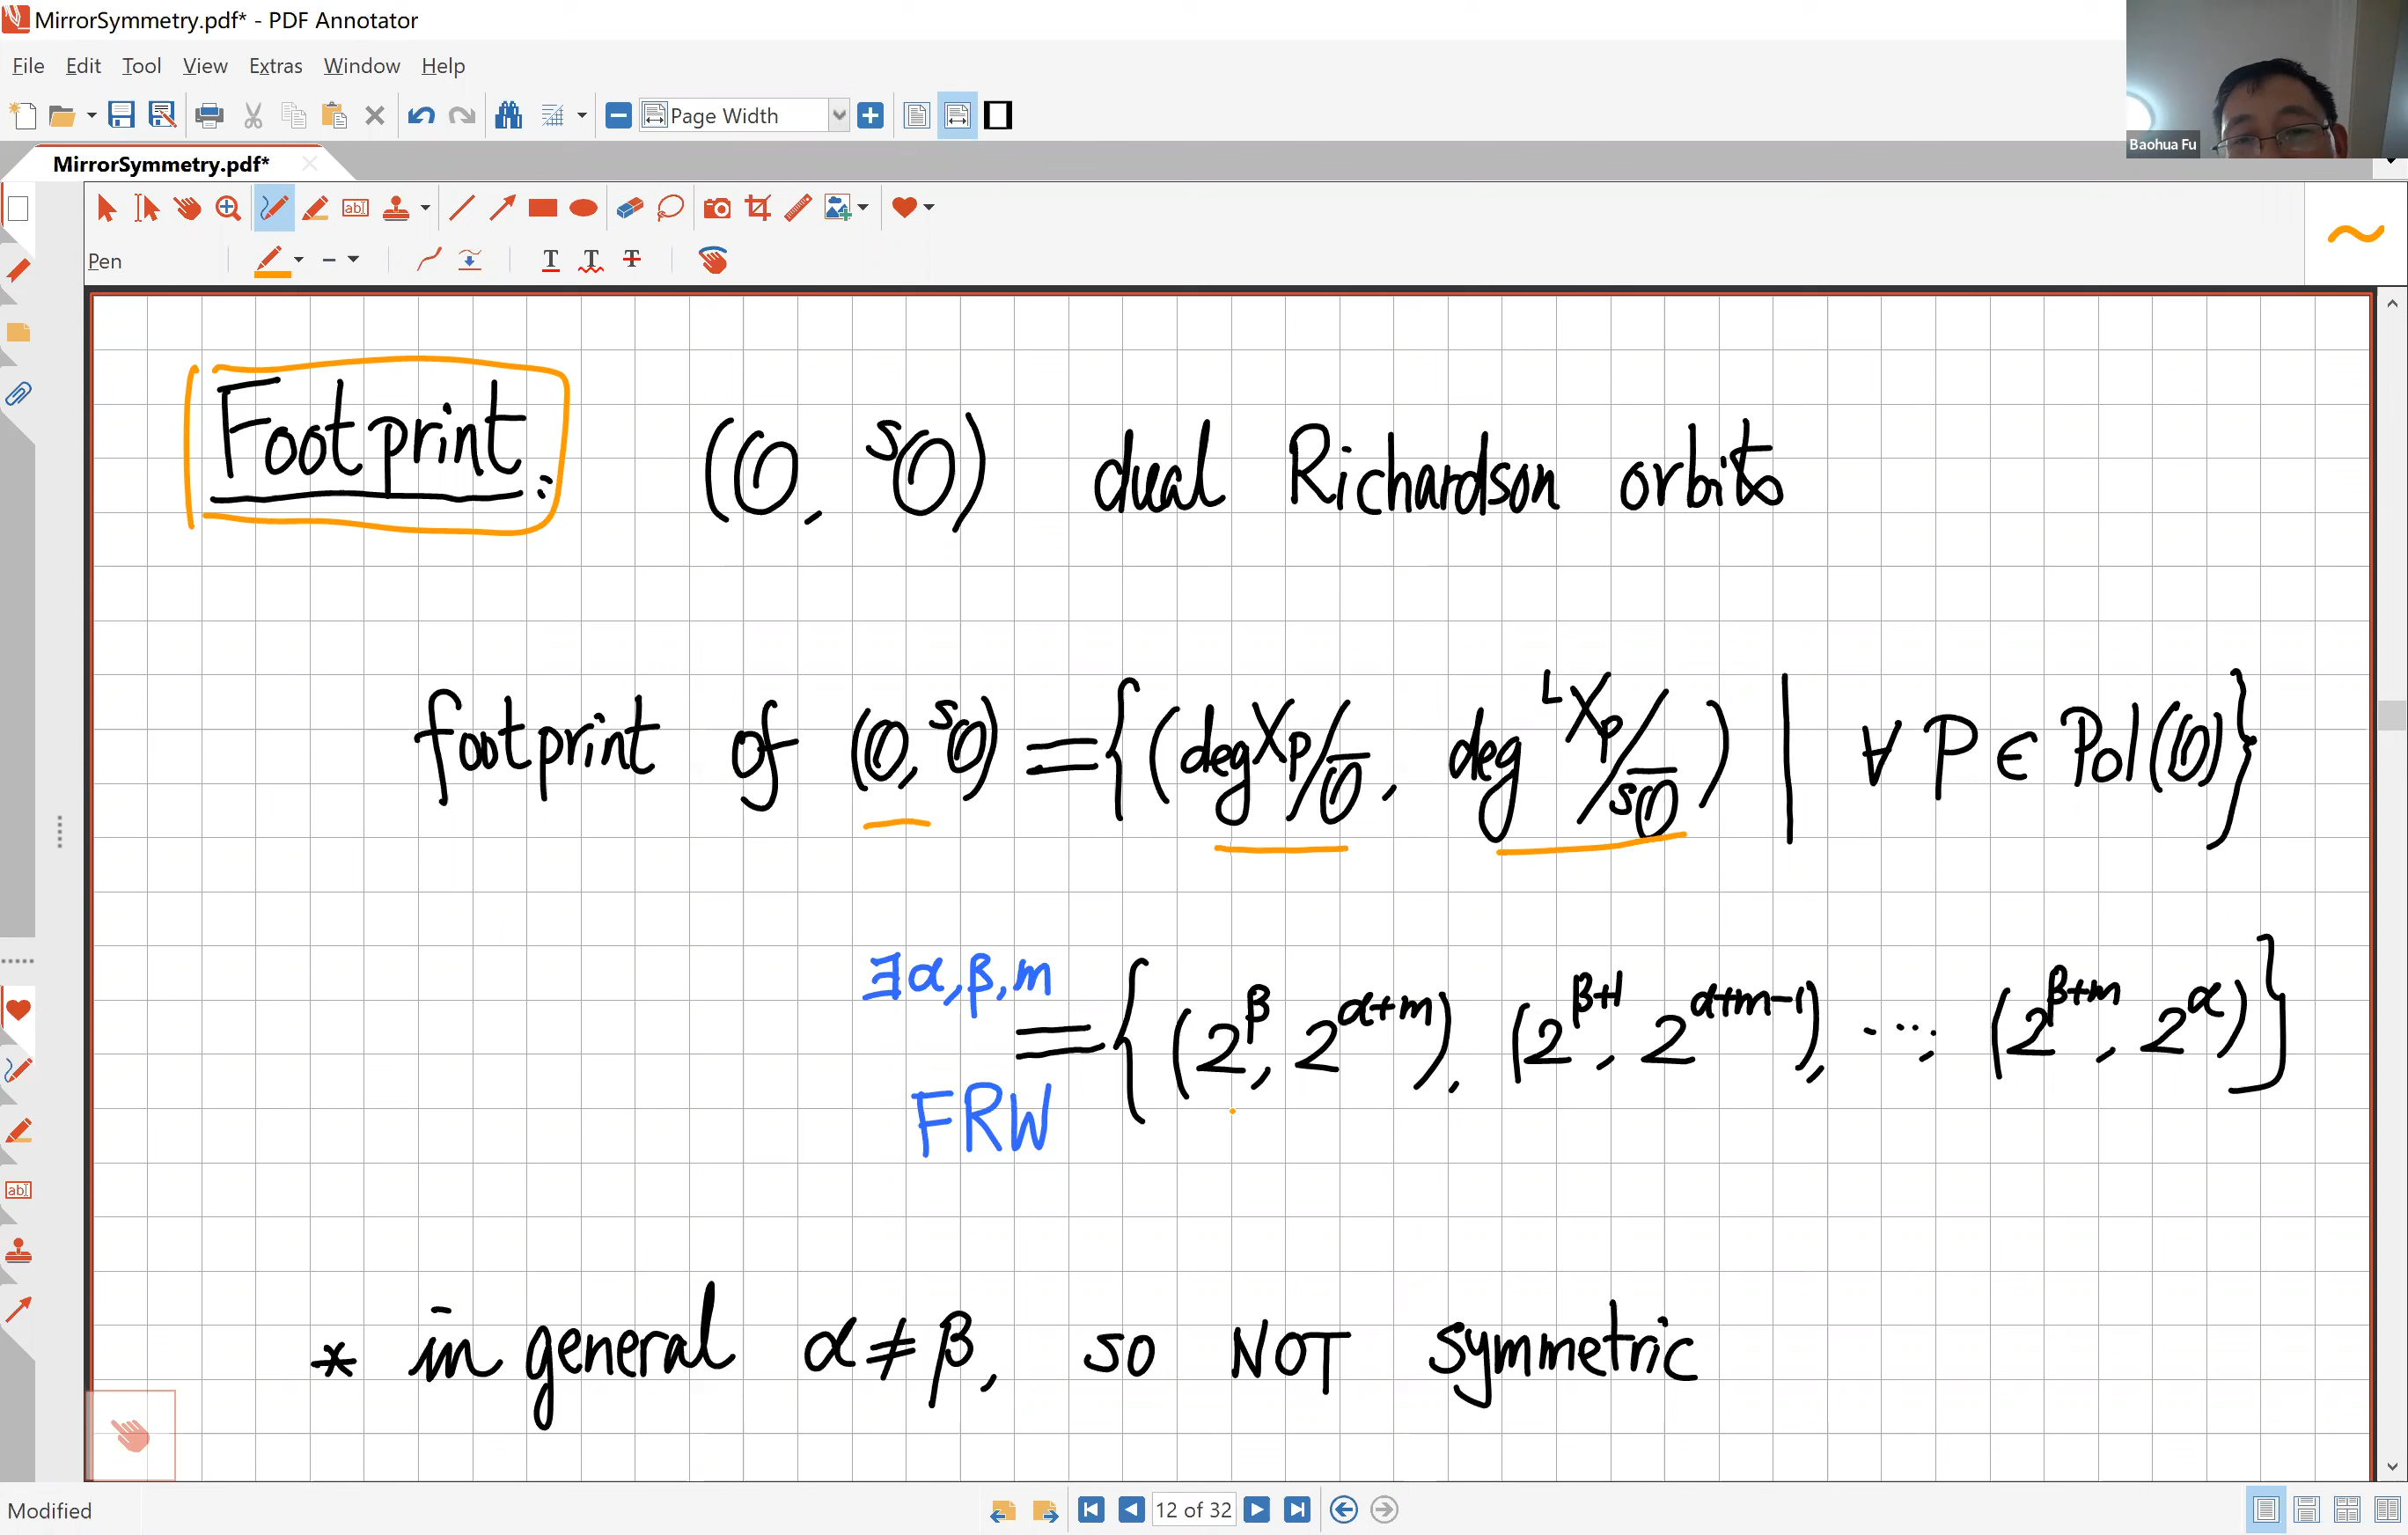 MirrorSymmetry.pdf* - PDF Annotator
File Edit Tool View Extras Window Help
Page Width
Baohua Fu
MirrorSymmetry.pdf*
Pen
Footprint: (O, ˢO) dual Richardson orbits
footprint of (O, ˢO) = {(deg X_P/Ō, deg ᴸX_P/ˢŌ) | ∀ P ∈ Pol(O)}
∃ α, β, m
= {(2^β, 2^{α+m}), (2^{β+1}, 2^{α+m-1}), ..., (2^{β+m}, 2^α)}
FRW
* in general α ≠ β, so NOT symmetric
Modified
12 of 32